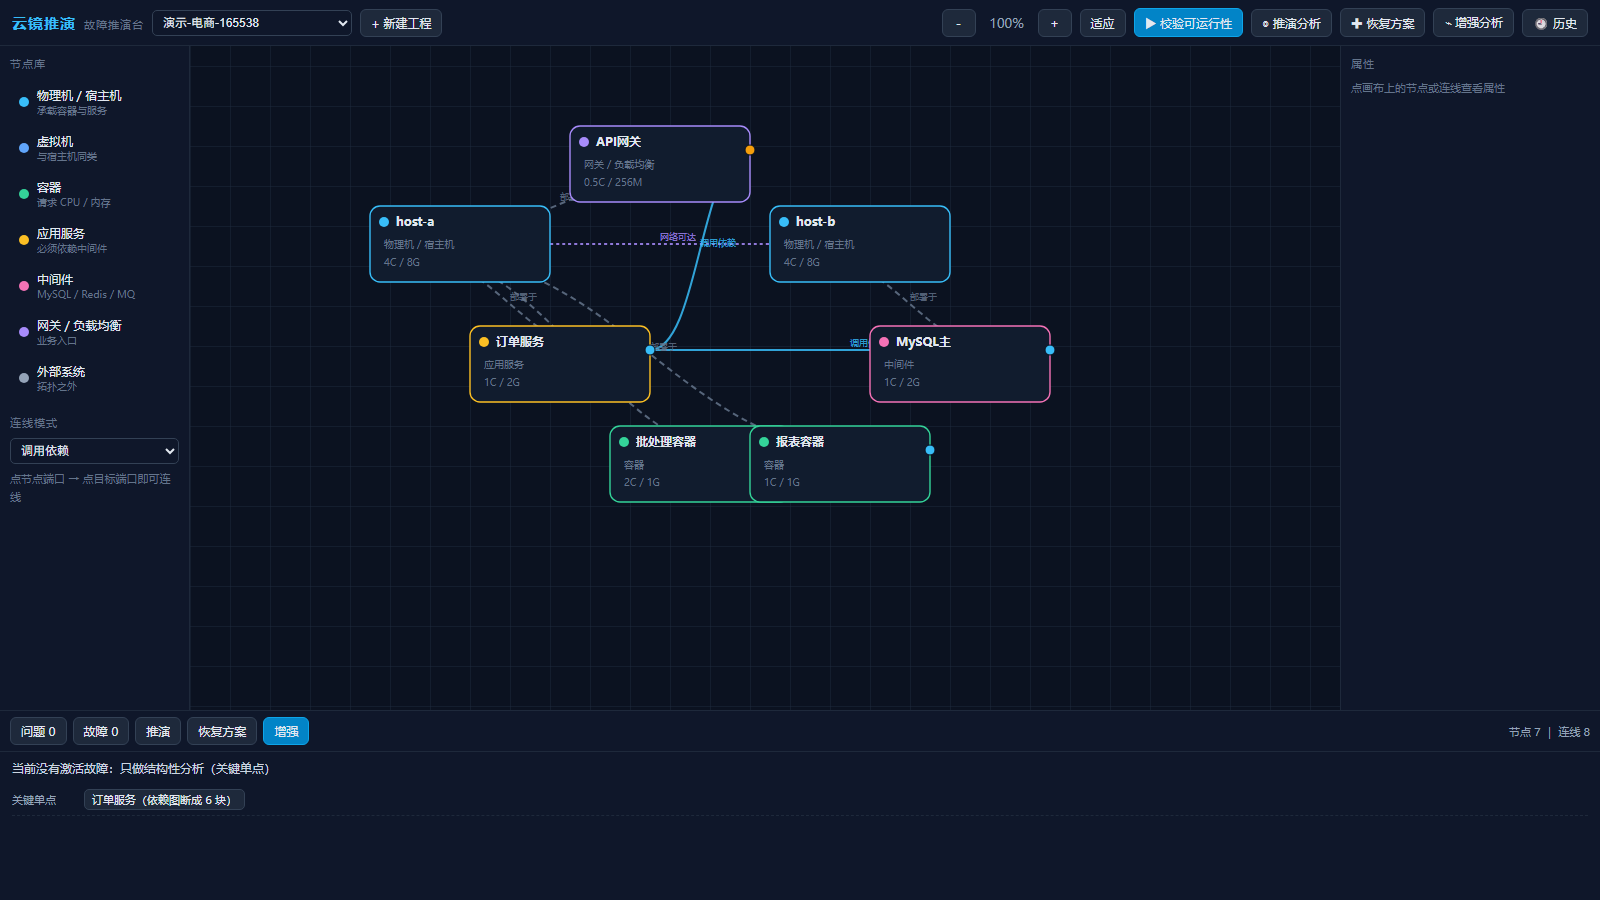 云镜推演 故障推演台 演示-电商-165538 + 新建工程 - 100% + 适应 ▶ 校验可运行性 推演分析 恢复方案 增强分析 历史
节点库
物理机 / 宿主机
承载容器与服务
虚拟机
与宿主机同类
容器
请求 CPU / 内存
应用服务
必须依赖中间件
中间件
MySQL / Redis / MQ
网关 / 负载均衡
业务入口
外部系统
拓扑之外
连线模式
调用依赖
点节点端口 → 点目标端口即可连
线
API网关
网关 / 负载均衡
0.5C / 256M
host-a
物理机 / 宿主机
4C / 8G
网络可达
调用依赖
host-b
物理机 / 宿主机
4C / 8G
部署于
部署于
订单服务
应用服务
1C / 2G
调用
MySQL主
中间件
1C / 2G
批处理容器
容器
2C / 1G
报表容器
容器
1C / 1G
属性
点画布上的节点或连线查看属性
问题 0 故障 0 推演 恢复方案 增强 节点 7 | 连线 8
当前没有激活故障：只做结构性分析（关键单点）
关键单点 订单服务（依赖图断成 6 块）